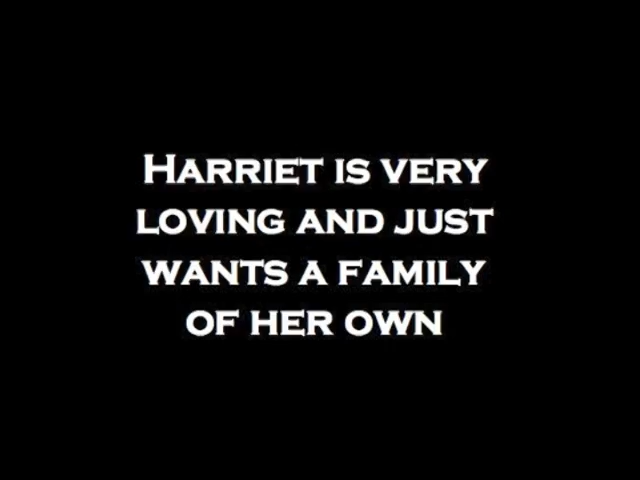 HARRIET IS VERY
LOVING AND JUST
WANTS A FAMILY
OF HER OWN